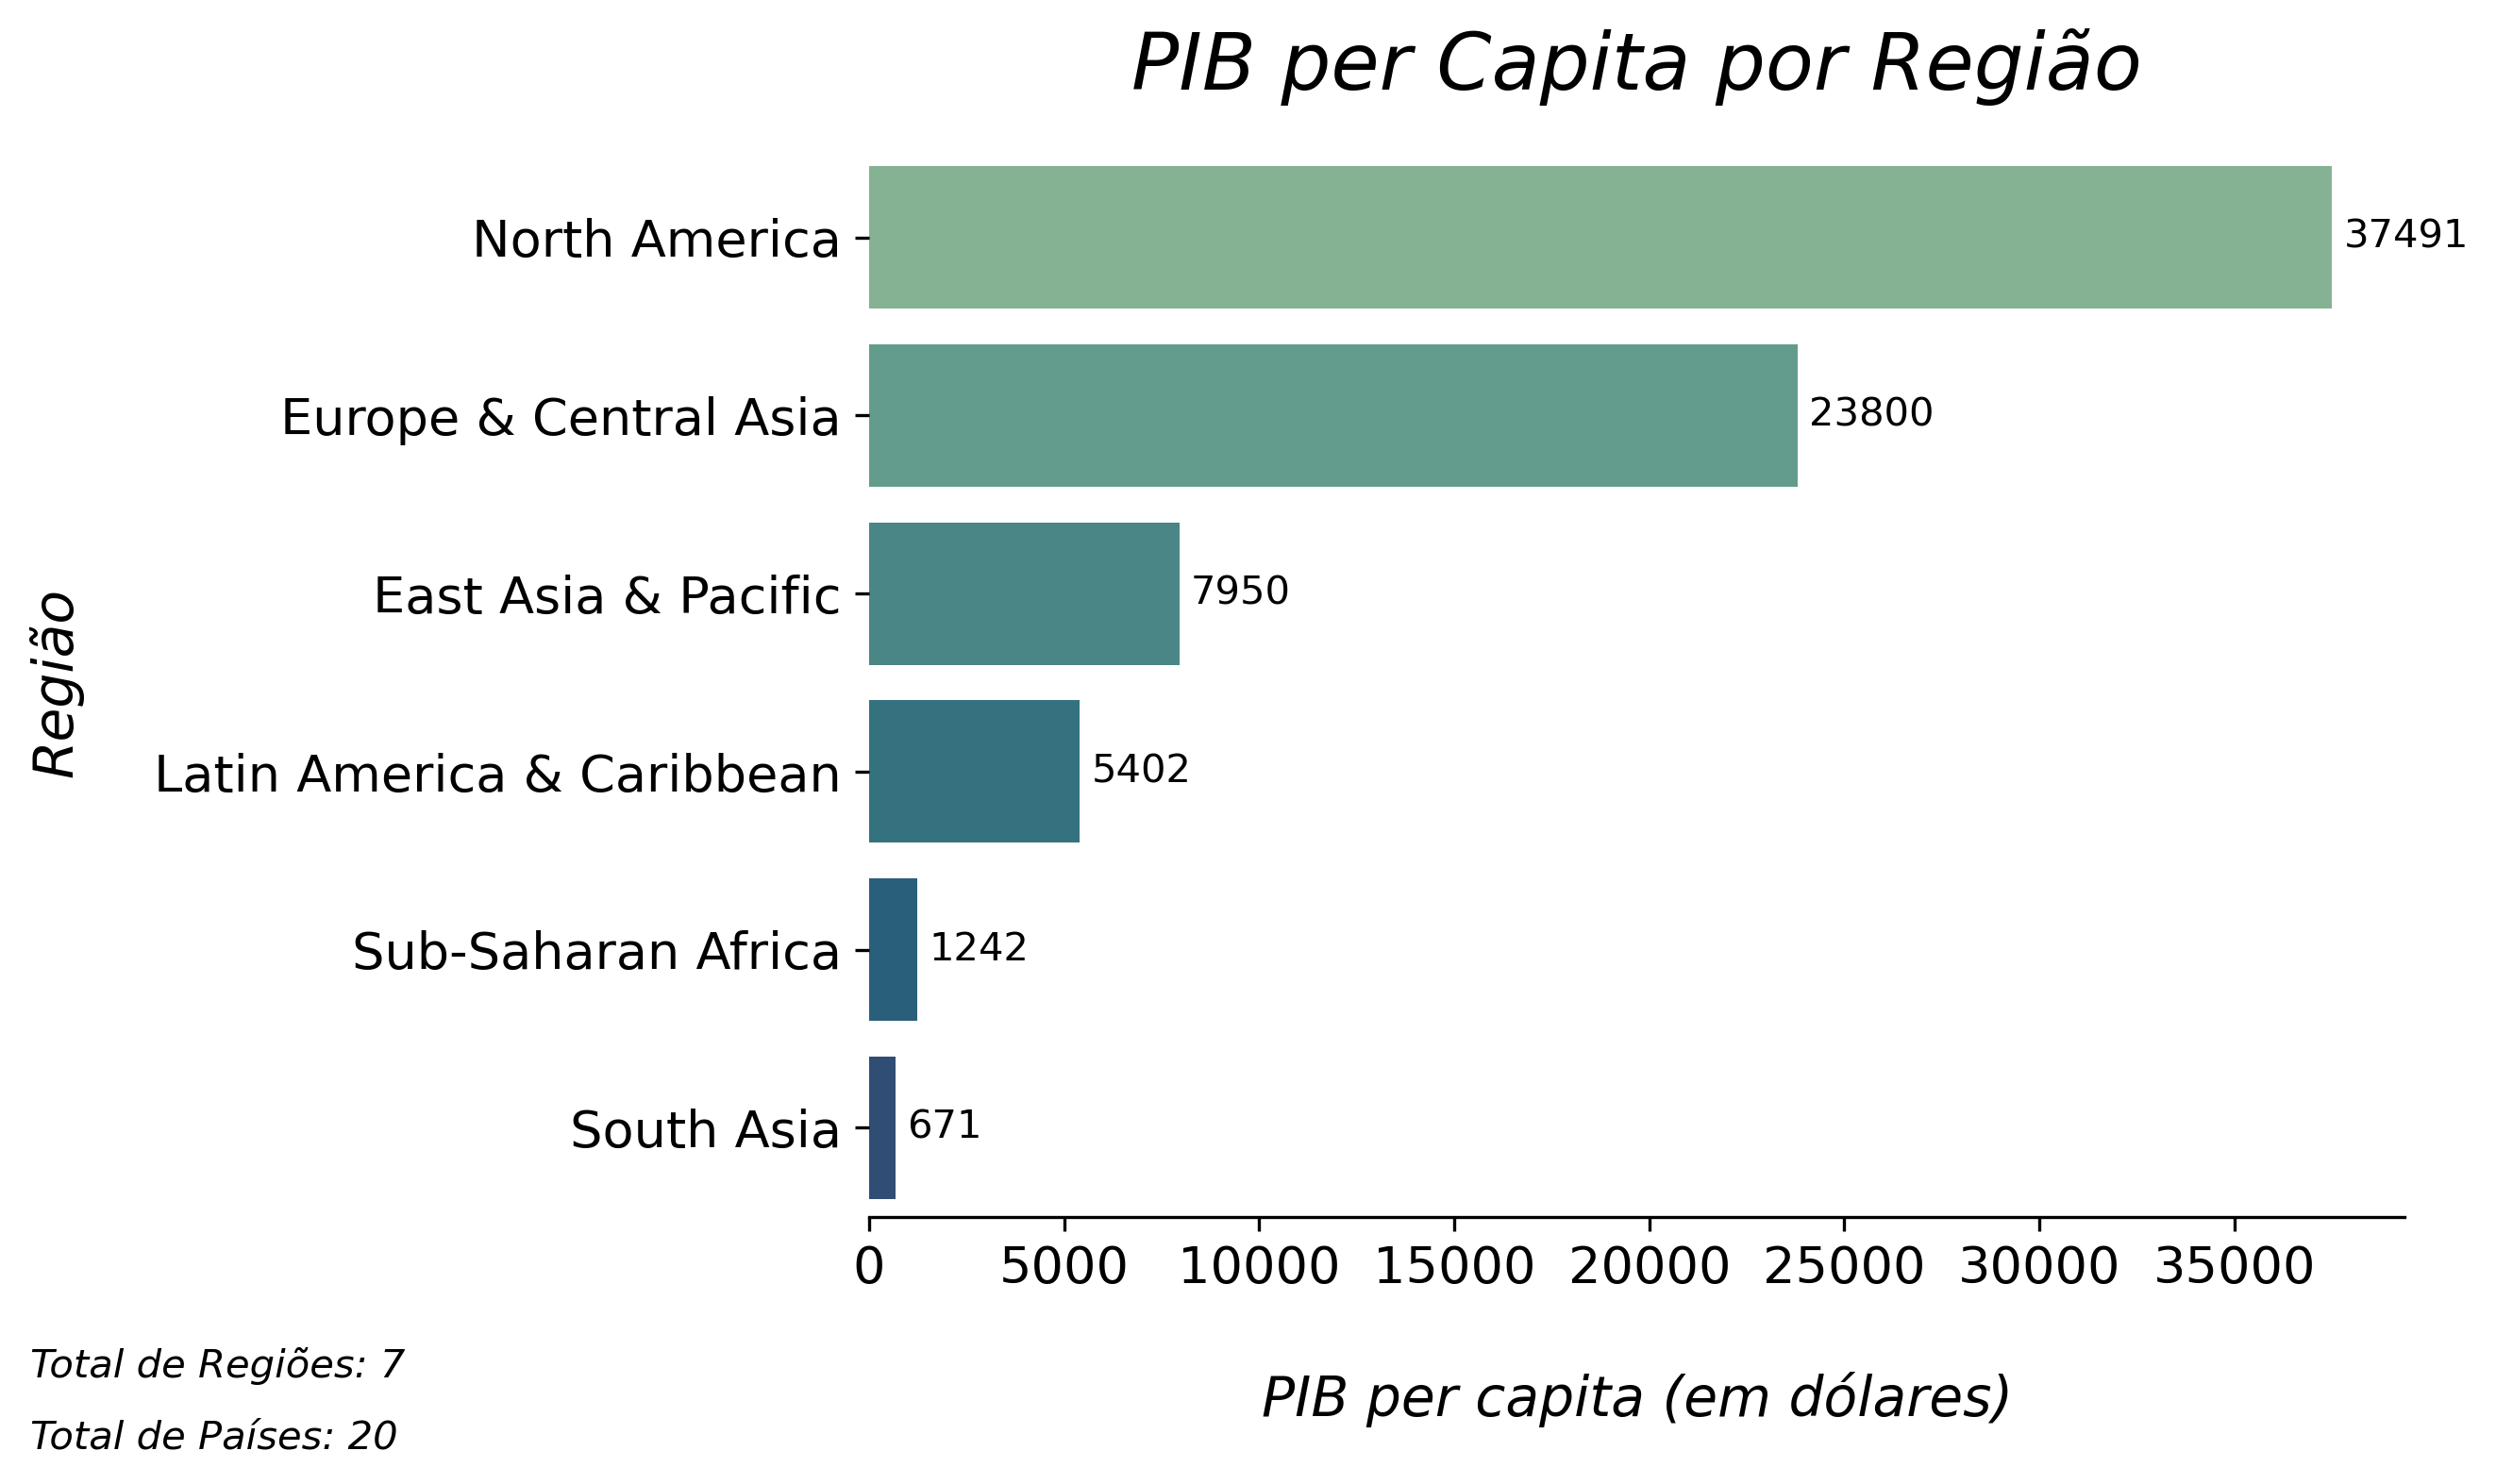 PIB per Capita por Região
North America
37491
Europe & Central Asia
23800
East Asia & Pacific
7950
Região
Latin America & Caribbean
5402
Sub-Saharan Africa
1242
South Asia
671
0 5000 10000 15000 20000 25000 30000 35000
PIB per capita (em dólares)
Total de Regiões: 7
Total de Países: 20